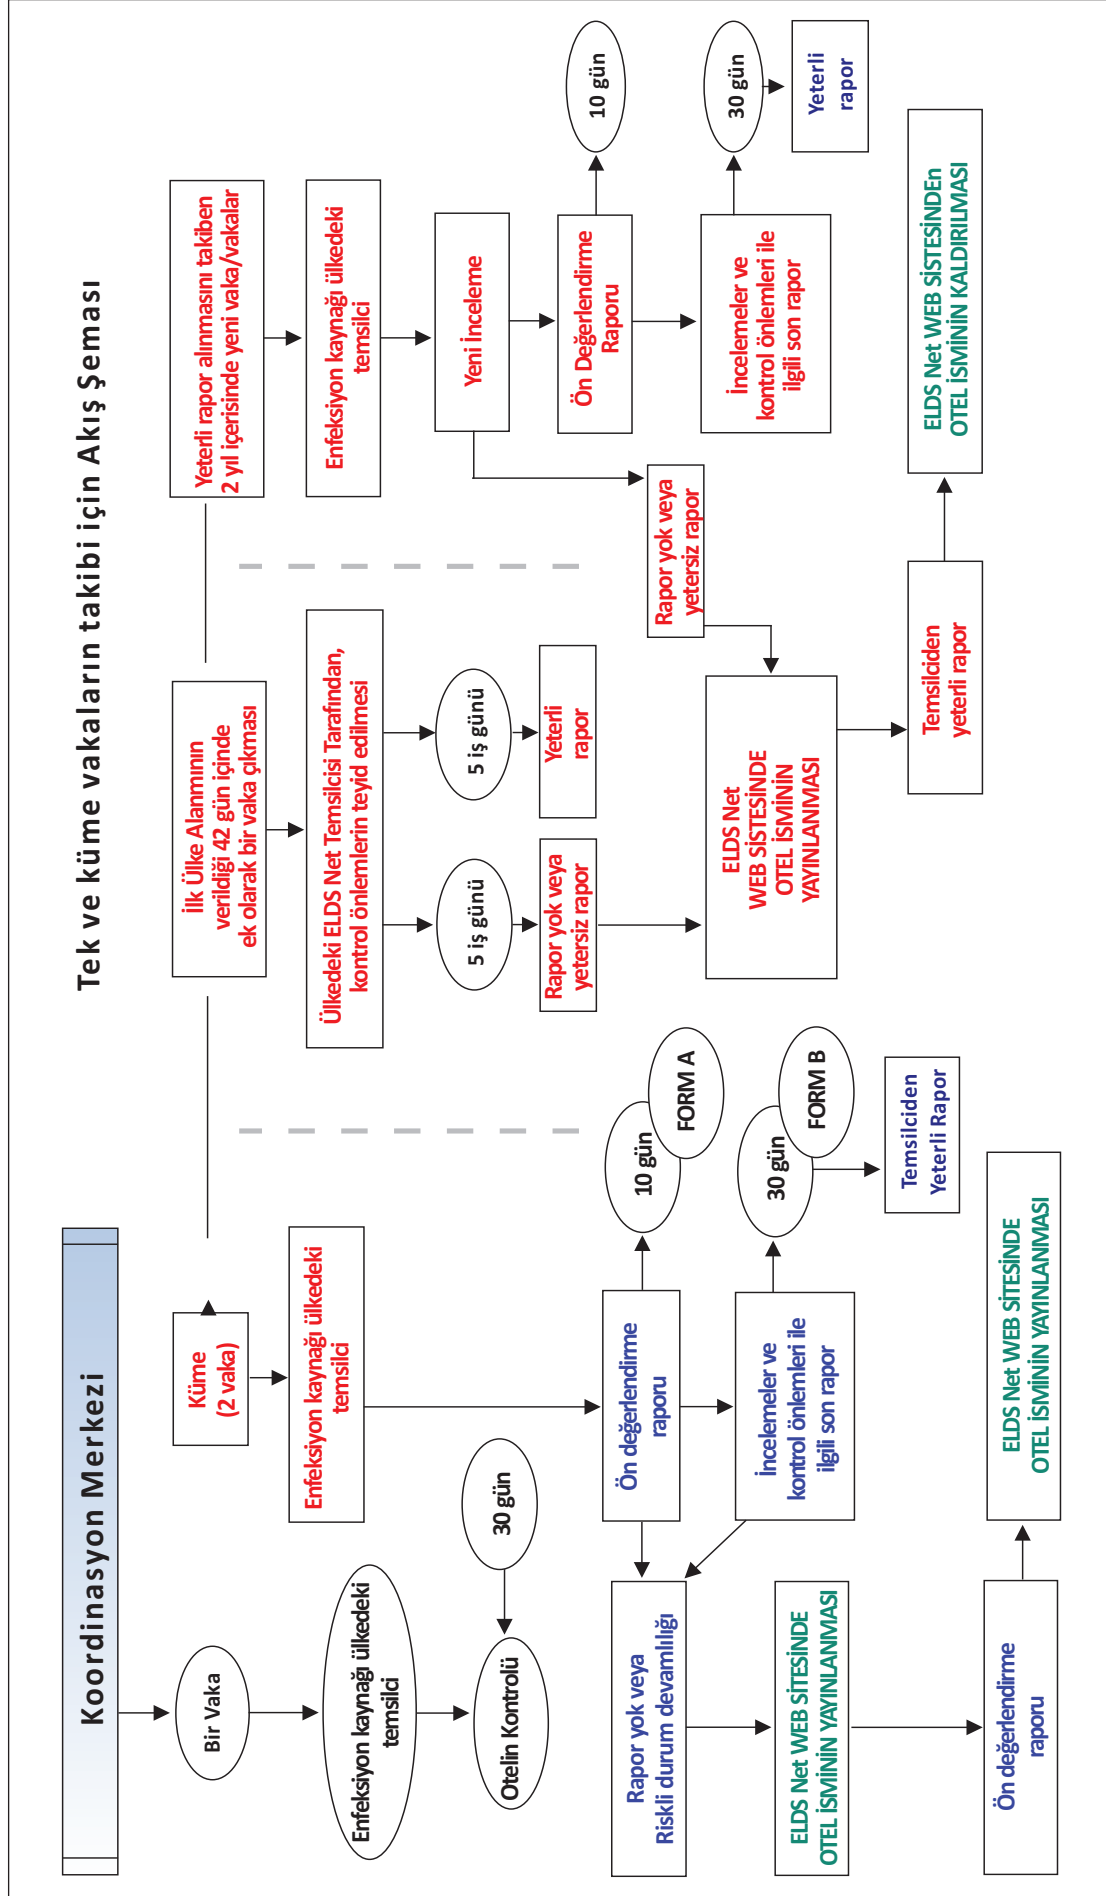 Tek ve küme vakaların takibi için Akış Şeması
Koordinasyon Merkezi
Bir Vaka
Enfeksiyon kaynağı ülkedeki
temsilci
Otelin Kontrolü
30 gün
Küme
(2 vaka)
Enfeksiyon kaynağı ülkedeki
temsilci
Ön değerlendirme
raporu
10 gün
FORM A
İncelemeler ve
kontrol önlemleri ile
ilgili son rapor
30 gün
FORM B
Temsilciden
Yeterli Rapor
Rapor yok veya
Riskli durum devamlılığı
ELDS Net WEB SİTESİNDE
OTEL İSMİNİN YAYINLANMASI
Ön değerlendirme
raporu
ELDS Net WEB SİTESİNDE
OTEL İSMİNİN YAYINLANMASI
İlk Ülke Alanmının
verildiği 42 gün içinde
ek olarak bir vaka çıkması
Ülkedeki ELDS Net Temsilcisi Tarafından,
kontrol önlemlerin teyid edilmesi
5 iş günü
5 iş günü
Rapor yok veya
yetersiz rapor
Yeterli
rapor
ELDS Net
WEB SİSTESİNDE
OTEL İSMİNİN
YAYINLANMASI
Temsilciden
yeterli rapor
ELDS Net WEB SİSTESİNDEn
OTEL İSMİNİN KALDIRILMASI
Yeterli rapor alınmasını takiben
2 yıl içerisinde yeni vaka/vakalar
Enfeksiyon kaynağı ülkedeki
temsilci
Yeni İnceleme
Rapor yok veya
yetersiz rapor
Ön Değerlendirme
Raporu
10 gün
İncelemeler ve
kontrol önlemleri ile
ilgili son rapor
30 gün
Yeterli
rapor